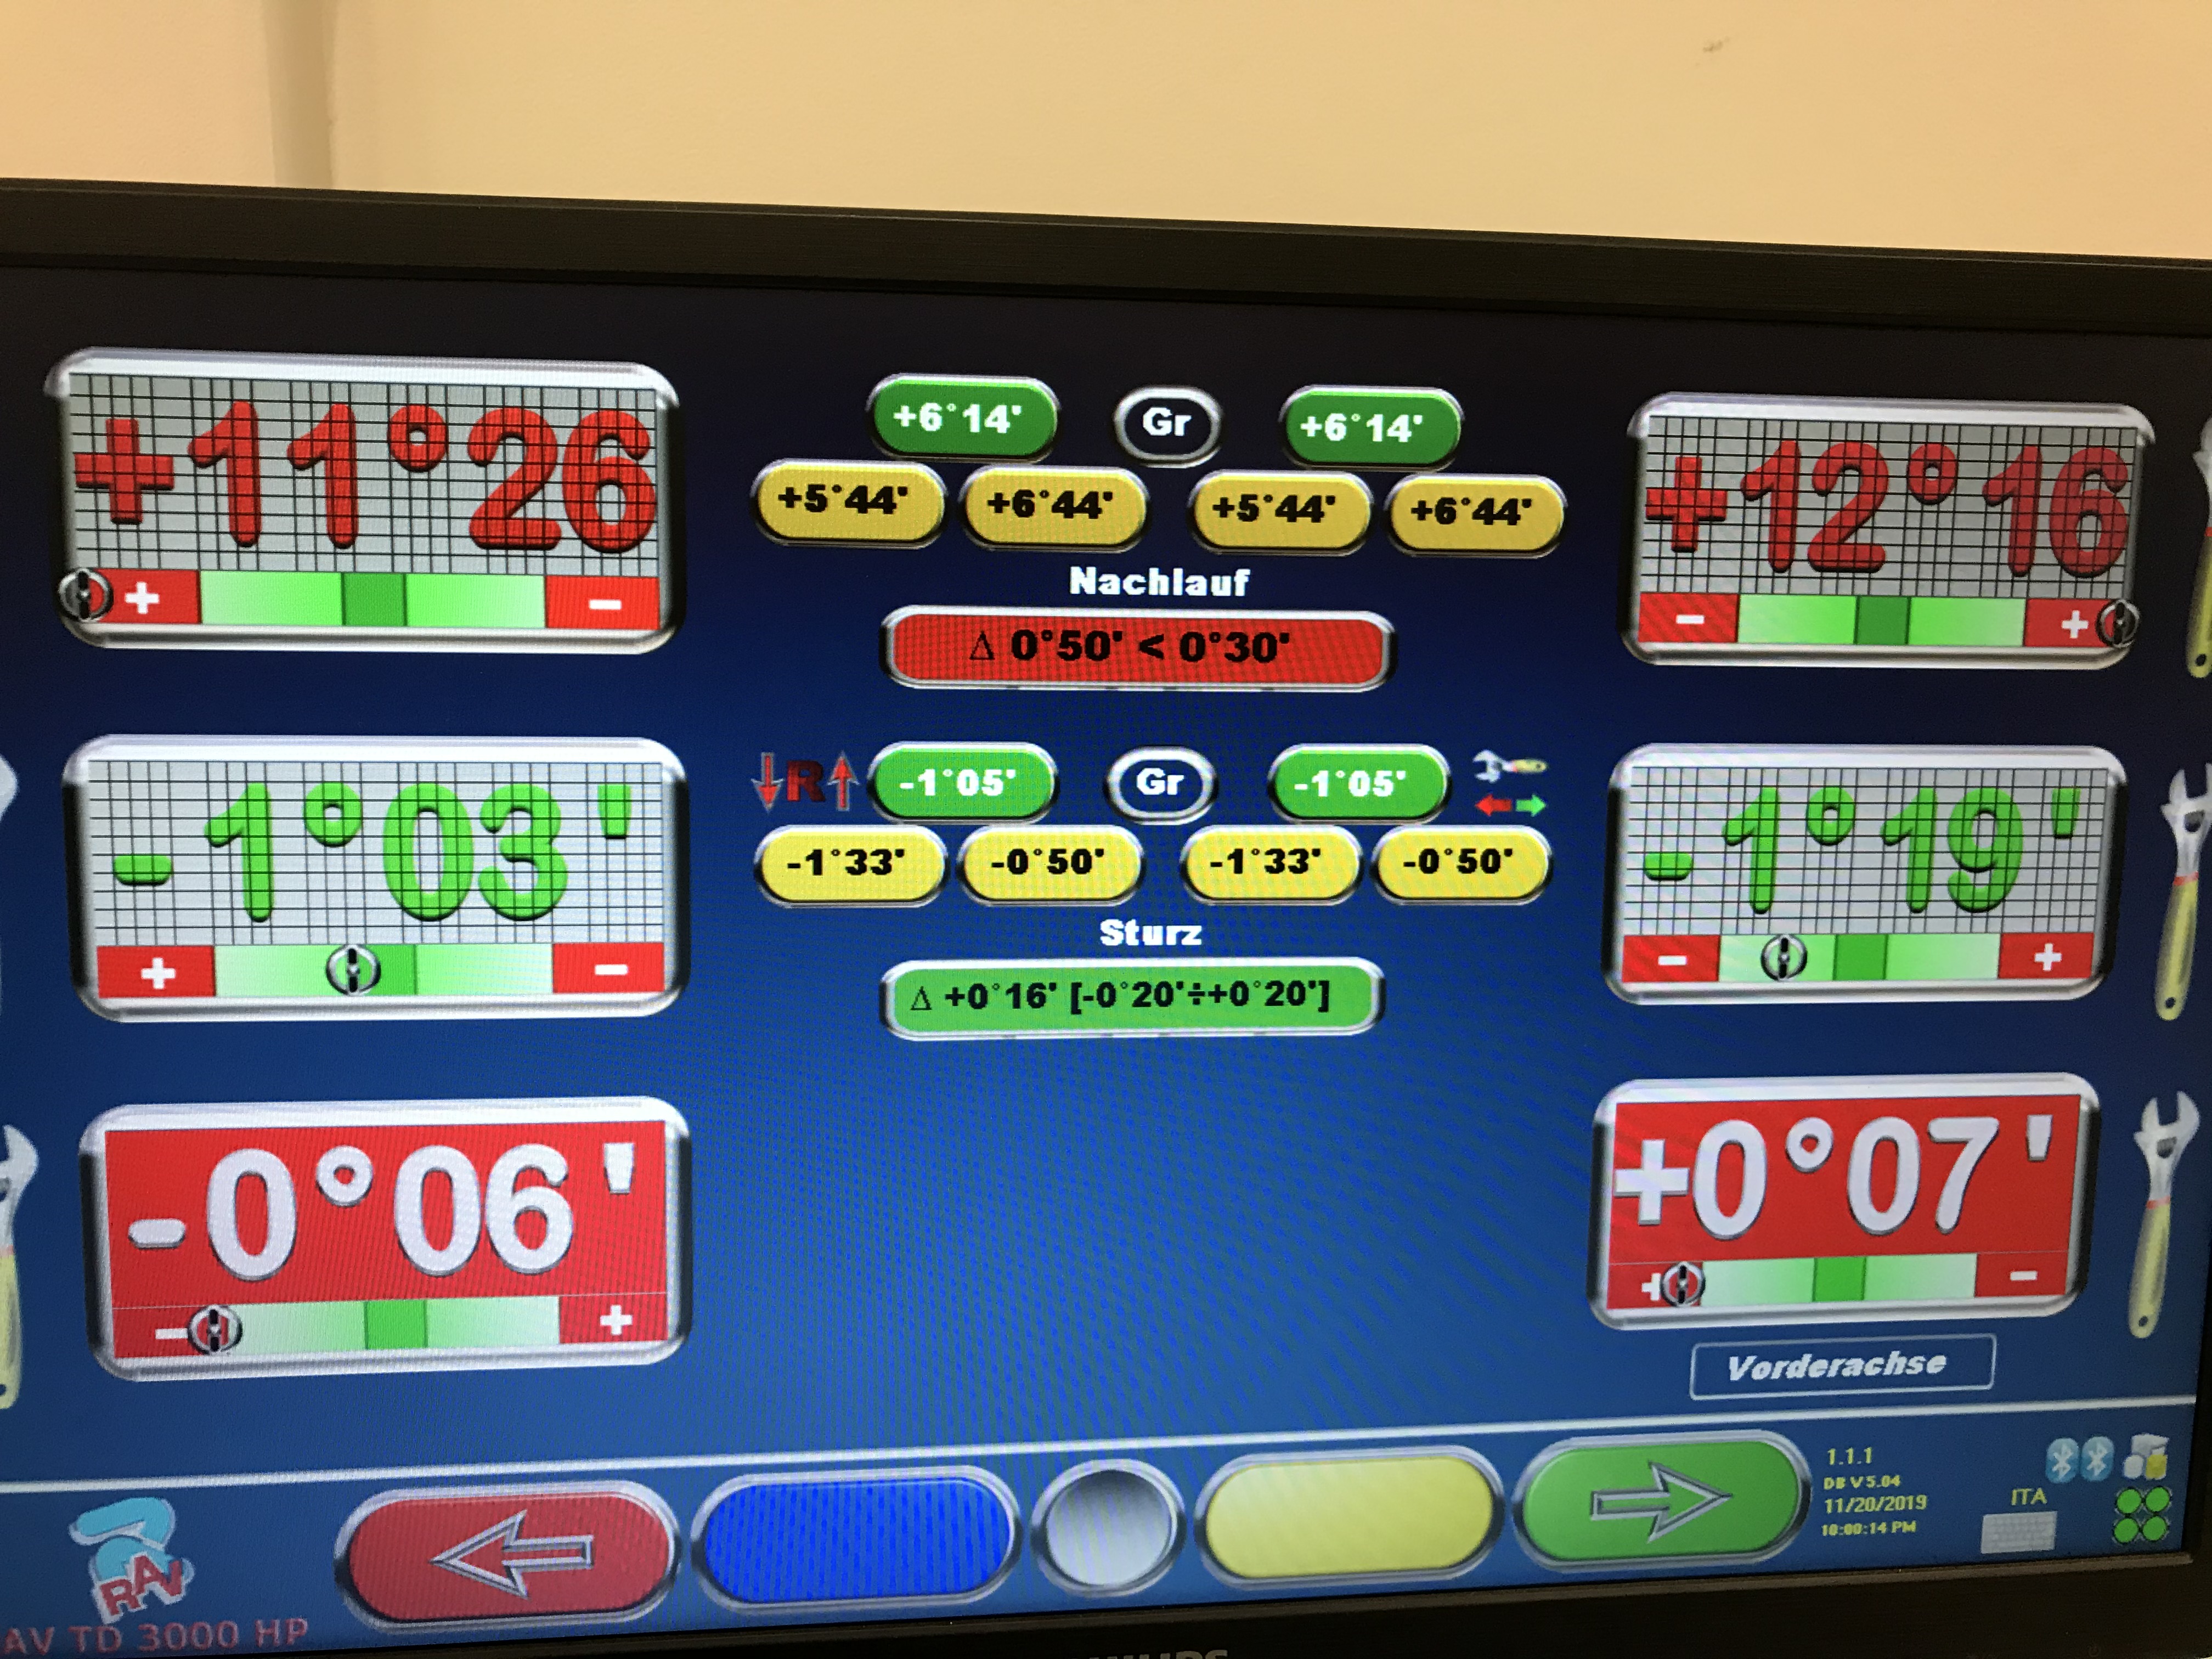 +11°26
+6°14'
Gr
+6°14'
+12°16
+5°44'
+6°44'
+5°44'
+6°44'
+
-
Nachlauf
-
+
Δ 0°50' < 0°30'
-1°03'
R
-1°05'
Gr
-1°05'
-1°19'
-1°33'
-0°50'
-1°33'
-0°50'
+
-
Sturz
-
+
Δ +0°16' [-0°20'÷+0°20']
-0°06'
+0°07'
-
+
+
-
Vorderachse
1.1.1
DB V 5.04
11/20/2019
10:00:14 PM
ITA
RAV
AV TD 3000 HP